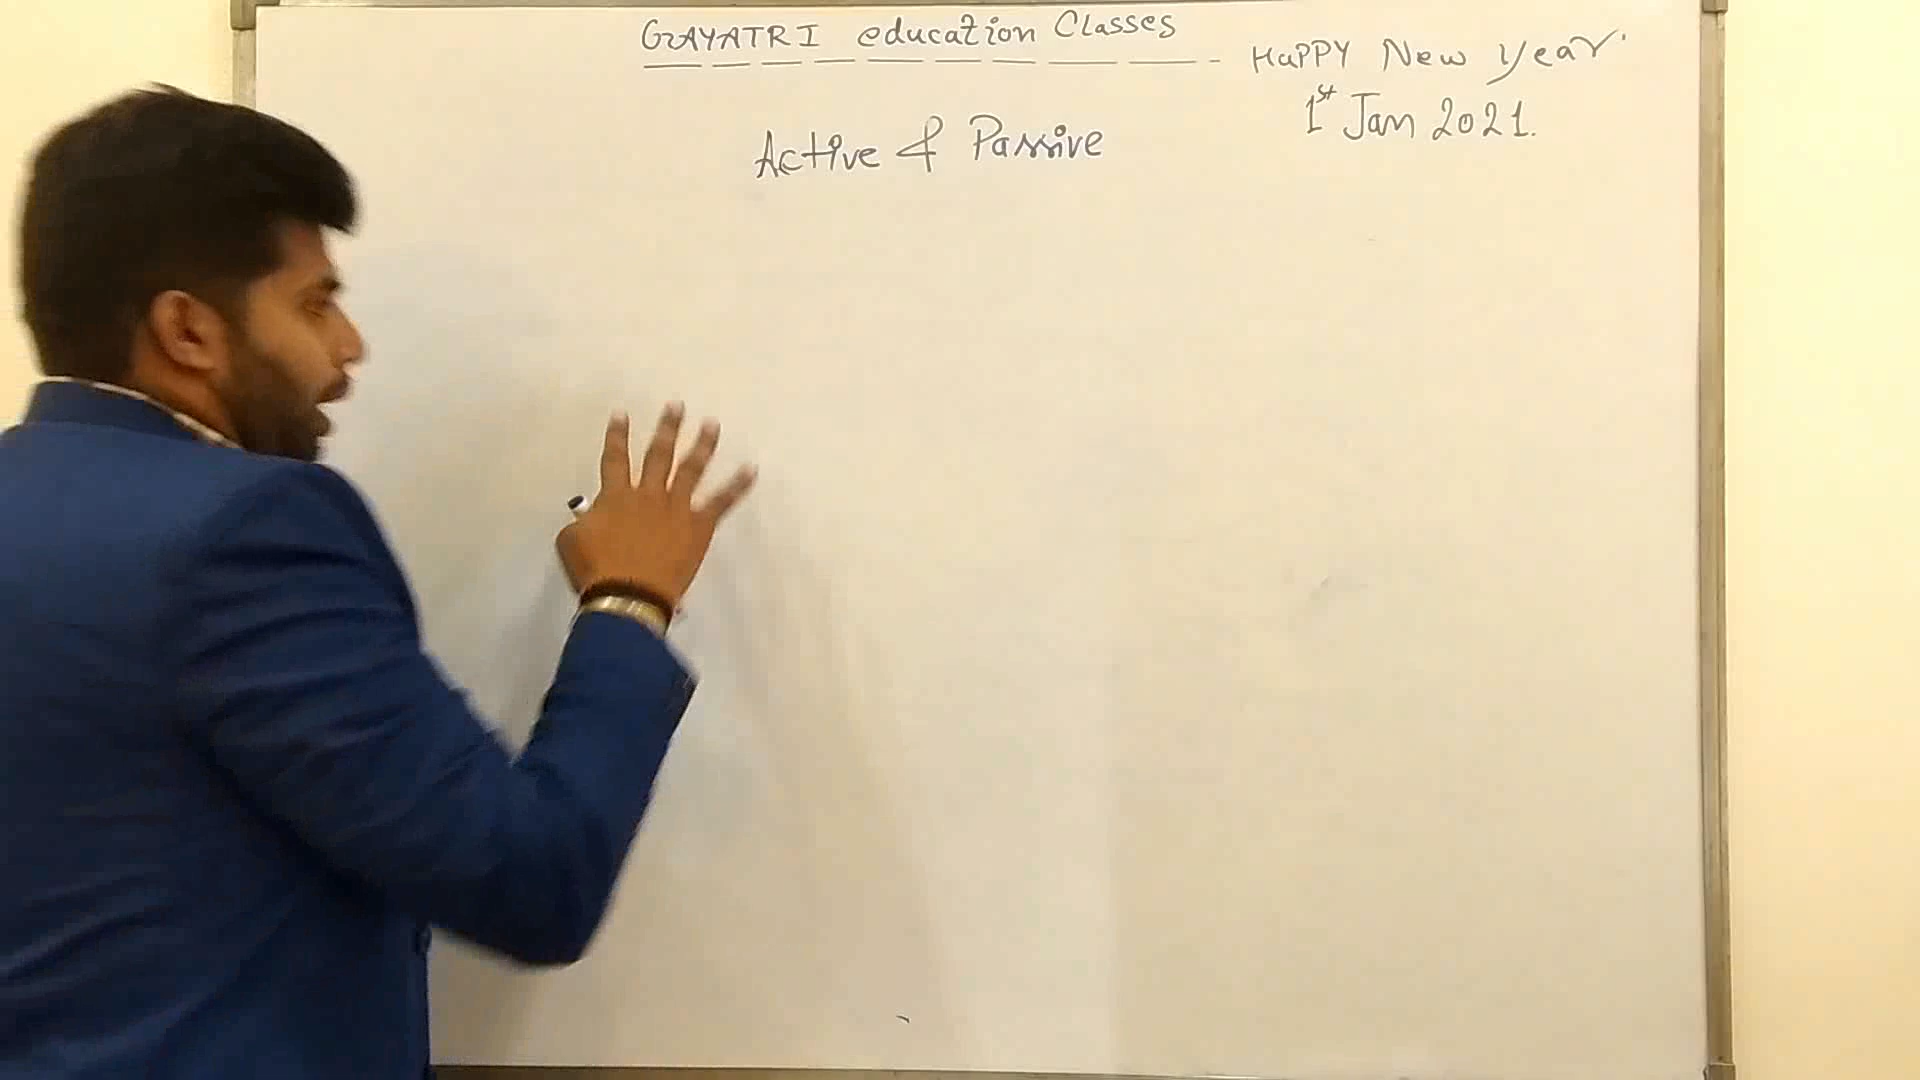 GAYATRI education Classes
HaPPY New year
1st Jan 2021.
Active & Passive